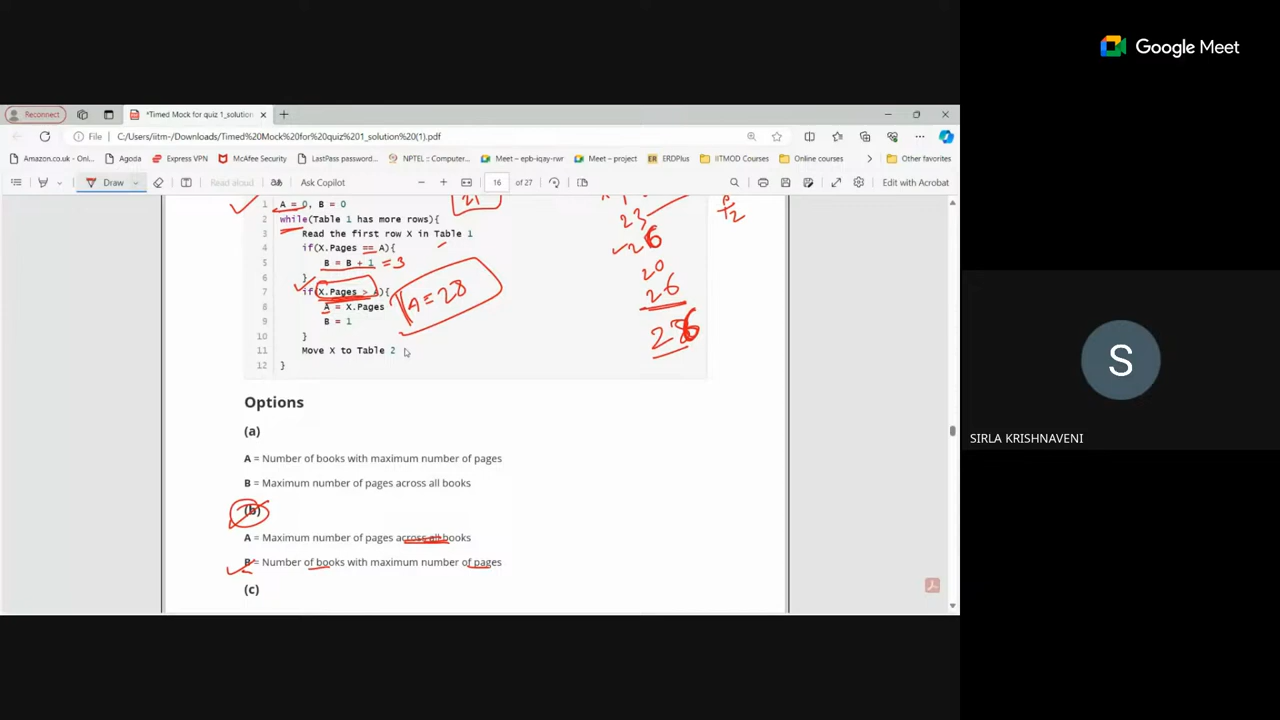 Google Meet
Reconnect
*Timed Mock for quiz 1_solution
File
C:/Users/iitm-/Downloads/Timed%20Mock%20for%20quiz%201_solution%20(1).pdf
Amazon.co.uk - Onl...
Agoda
Express VPN
McAfee Security
LastPass password...
NPTEL :: Computer...
Meet – epb-iqay-rwr
Meet – project
ERDPlus
IITMOD Courses
Online courses
Other favorites
Draw
Read aloud
Ask Copilot
16 of 27
Edit with Acrobat
1 A = 0, B = 0
2 while(Table 1 has more rows){
3 Read the first row X in Table 1
4 if(X.Pages == A){
5 B = B + 1 = 3
6 }
7 if(X.Pages > A){
8 A = X.Pages
9 B = 1
10 }
11 Move X to Table 2
12 }
A = 28
23
26
20
26
T2
Options
(a)
A = Number of books with maximum number of pages
B = Maximum number of pages across all books
(b)
A = Maximum number of pages across all books
B = Number of books with maximum number of pages
(c)
S
SIRLA KRISHNAVENI